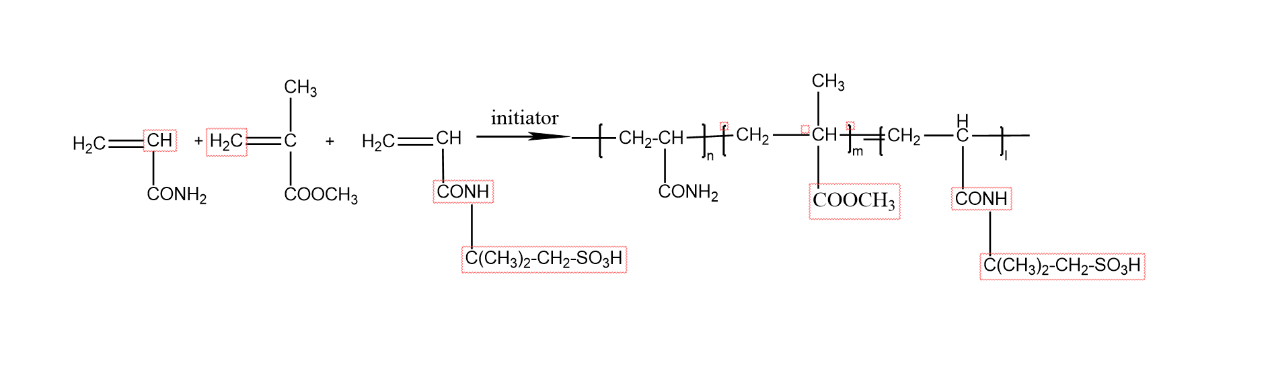 CH₃
H₂C CH + H₂C C + H₂C CH
CONH₂ COOCH₃ CONH
C(CH₃)₂-CH₂-SO₃H
initiator
CH₃
[ CH₂-CH ]n [ CH₂ CH ]m [ CH₂ C H ]l
CONH₂ COOCH₃ CONH
C(CH₃)₂-CH₂-SO₃H